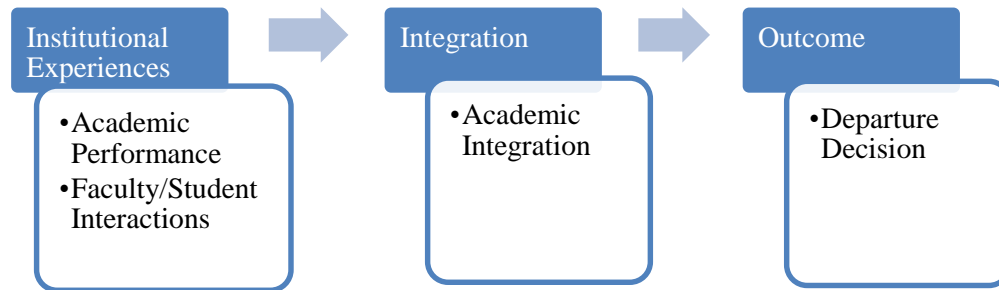 Institutional
Experiences
•Academic
Performance
•Faculty/Student
Interactions
Integration
•Academic
Integration
Outcome
•Departure
Decision